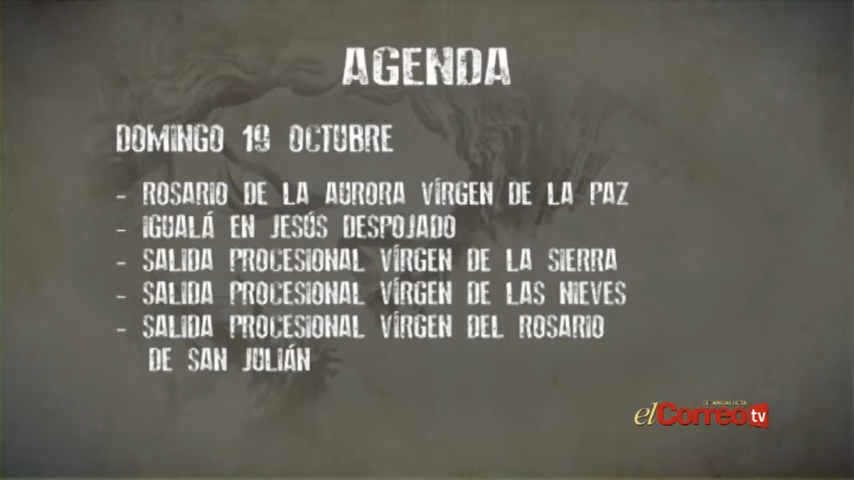 AGENDA
DOMINGO 19 OCTUBRE
- ROSARIO DE LA AURORA VÍRGEN DE LA PAZ
- IGUALÁ EN JESÚS DESPOJADO
- SALIDA PROCESIONAL VÍRGEN DE LA SIERRA
- SALIDA PROCESIONAL VÍRGEN DE LAS NIEVES
- SALIDA PROCESIONAL VÍRGEN DEL ROSARIO
DE SAN JULIÁN
DE ANDALUCÍA
elCorreo tv